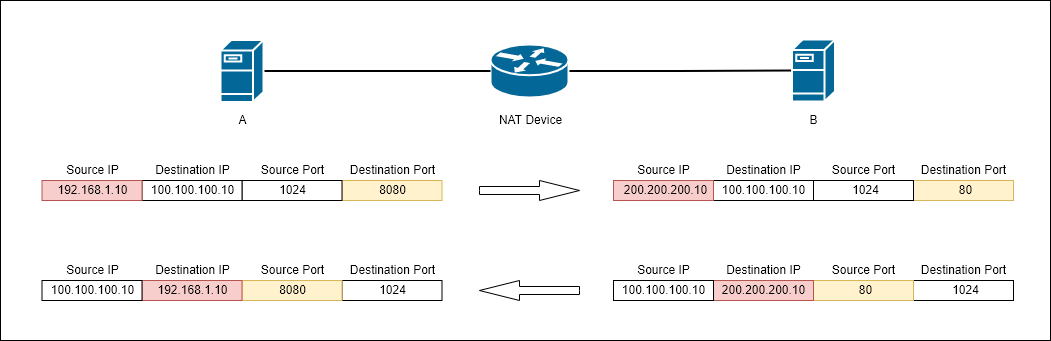 A NAT Device B
Source IP Destination IP Source Port Destination Port Source IP Destination IP Source Port Destination Port
192.168.1.10 100.100.100.10 1024 8080 200.200.200.10 100.100.100.10 1024 80
Source IP Destination IP Source Port Destination Port Source IP Destination IP Source Port Destination Port
100.100.100.10 192.168.1.10 8080 1024 100.100.100.10 200.200.200.10 80 1024